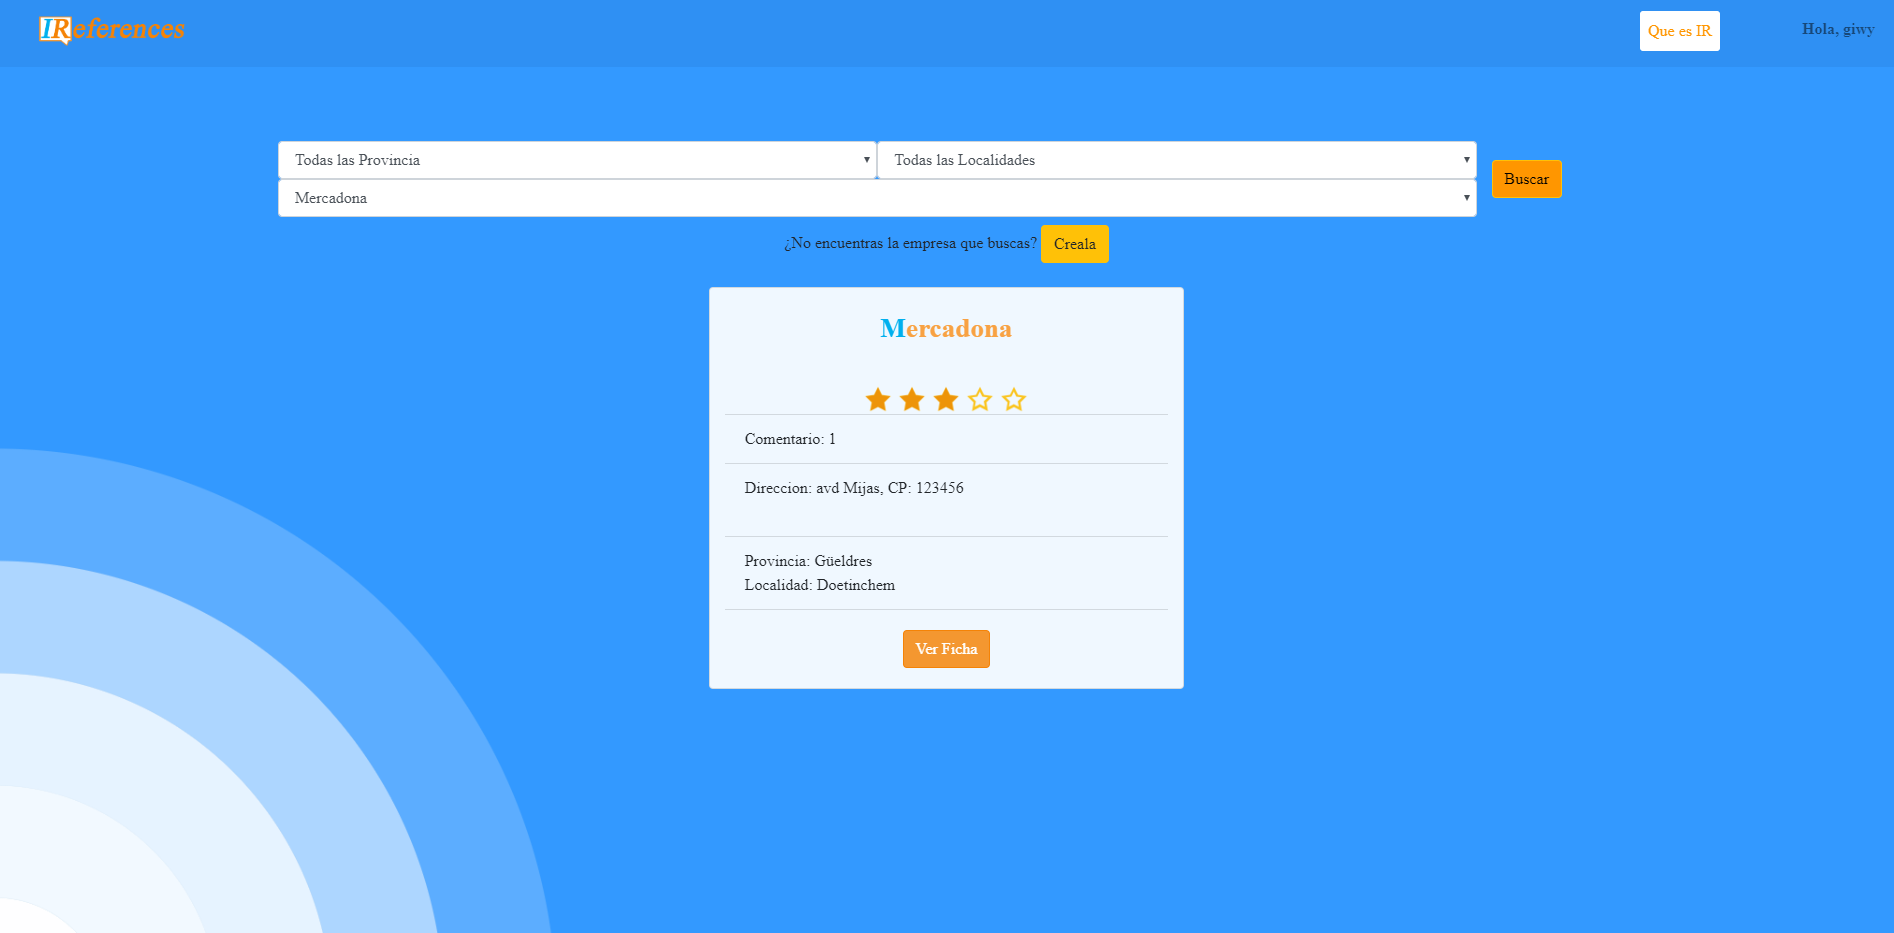 IReferences
Que es IR
Hola, giwy
Todas las Provincia
Todas las Localidades
Mercadona
Buscar
¿No encuentras la empresa que buscas? Creala
Mercadona
Comentario: 1
Direccion: avd Mijas, CP: 123456
Provincia: Güeldres
Localidad: Doetinchem
Ver Ficha